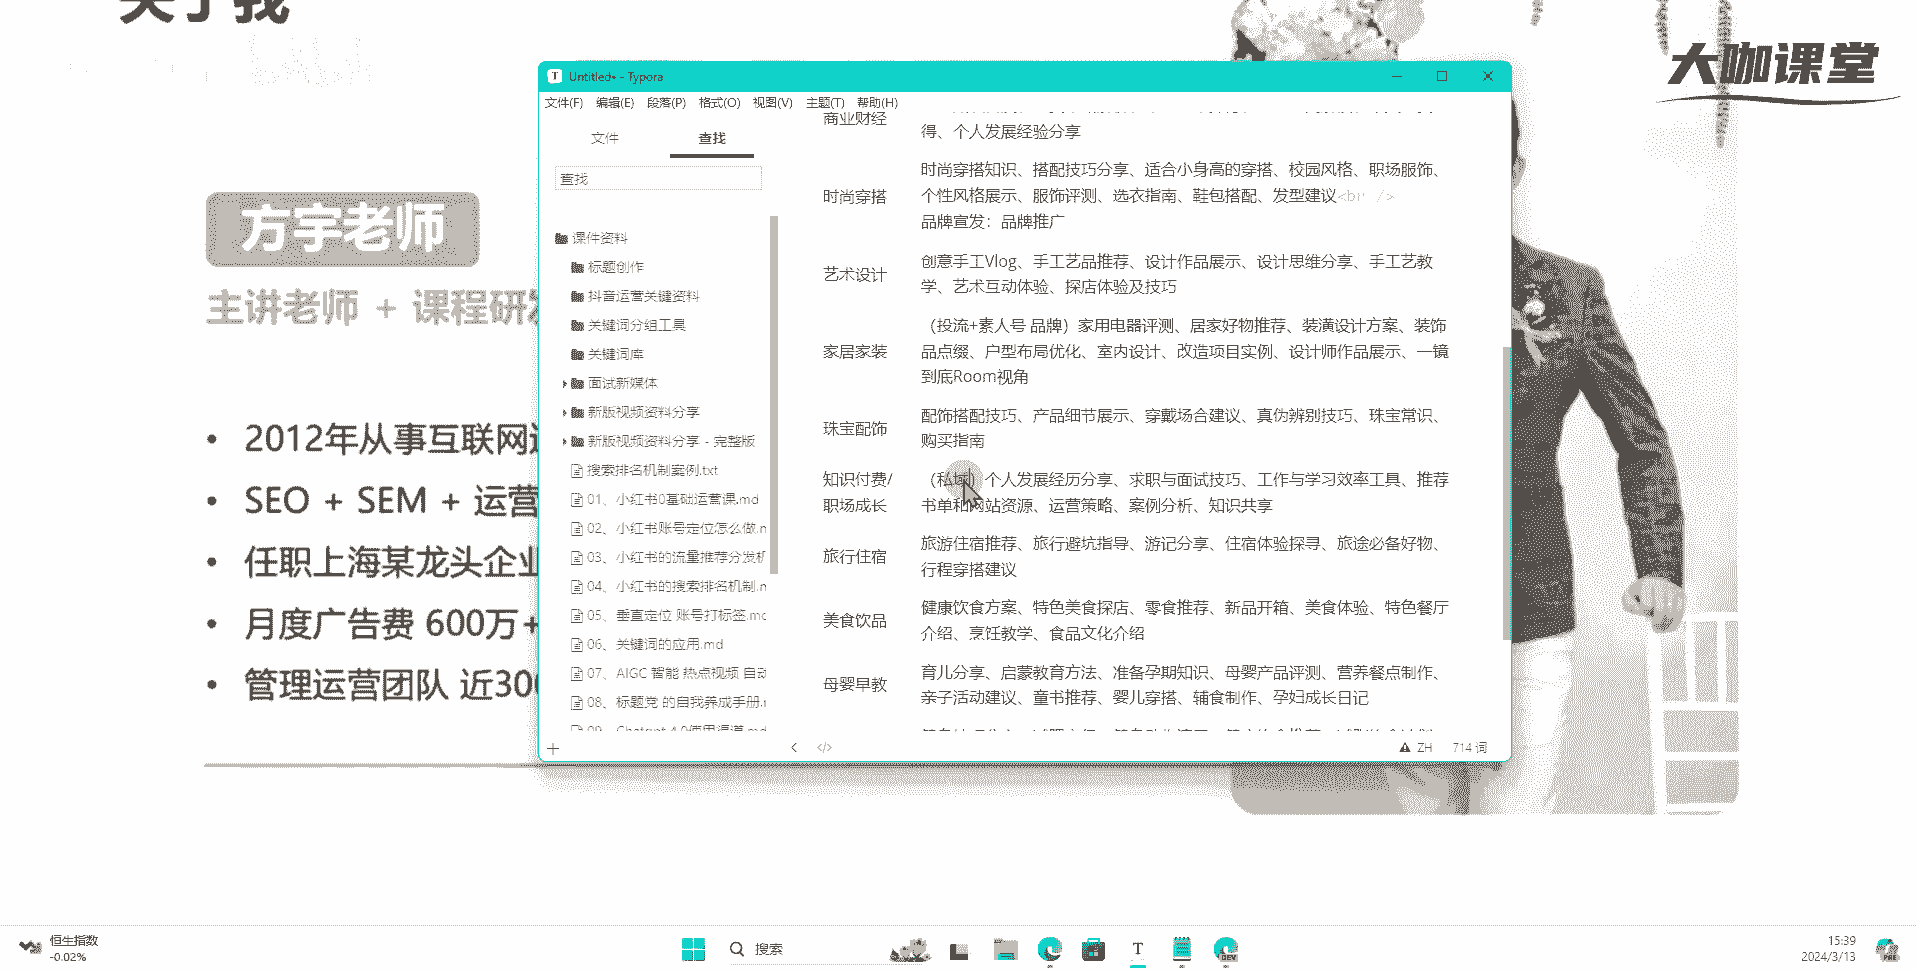 关于我
大咖课堂
方宇老师
主讲老师 + 课程研发
• 2012年从事互联网
• SEO + SEM + 运营
• 任职上海某龙头企业
• 月度广告费 600万+
• 管理运营团队 近300
Untitled• - Typora
文件(F) 编辑(E) 段落(P) 格式(O) 视图(V) 主题(T) 帮助(H)
文件 查找
查找
课件资料
标题创作
抖音运营关键资料
关键词分组工具
关键词库
面试新媒体
新版视频资料分享
新版视频资料分享 - 完整版
搜索排名机制案例.txt
01、小红书0基础运营课.md
02、小红书账号定位怎么做.n
03、小红书的流量推荐分发机
04、小红书的搜索排名机制.n
05、垂直定位 账号打标签.mc
06、关键词的应用.md
07、AIGC 智能 热点视频 自动
08、标题党 的自我养成手册.r
09、Chatgpt 4.0使用渠道.md
商业财经
得、个人发展经验分享
时尚穿搭
时尚穿搭知识、搭配技巧分享、适合小身高的穿搭、校园风格、职场服饰、
个性风格展示、服饰评测、选衣指南、鞋包搭配、发型建议<br />
品牌宣发：品牌推广
艺术设计
创意手工Vlog、手工艺品推荐、设计作品展示、设计思维分享、手工艺教
学、艺术互动体验、探店体验及技巧
家居家装
（投流+素人号 品牌）家用电器评测、居家好物推荐、装潢设计方案、装饰
品点缀、户型布局优化、室内设计、改造项目实例、设计师作品展示、一镜
到底Room视角
珠宝配饰
配饰搭配技巧、产品细节展示、穿戴场合建议、真伪辨别技巧、珠宝常识、
购买指南
知识付费/
职场成长
（私域）个人发展经历分享、求职与面试技巧、工作与学习效率工具、推荐
书单和网站资源、运营策略、案例分析、知识共享
旅行住宿
旅游住宿推荐、旅行避坑指导、游记分享、住宿体验探寻、旅途必备好物、
行程穿搭建议
美食饮品
健康饮食方案、特色美食探店、零食推荐、新品开箱、美食体验、特色餐厅
介绍、烹饪教学、食品文化介绍
母婴早教
育儿分享、启蒙教育方法、准备孕期知识、母婴产品评测、营养餐点制作、
亲子活动建议、童书推荐、婴儿穿搭、辅食制作、孕妇成长日记
ZH 714 词
恒生指数
-0.02%
搜索
DEV
15:39
2024/3/13
PRE